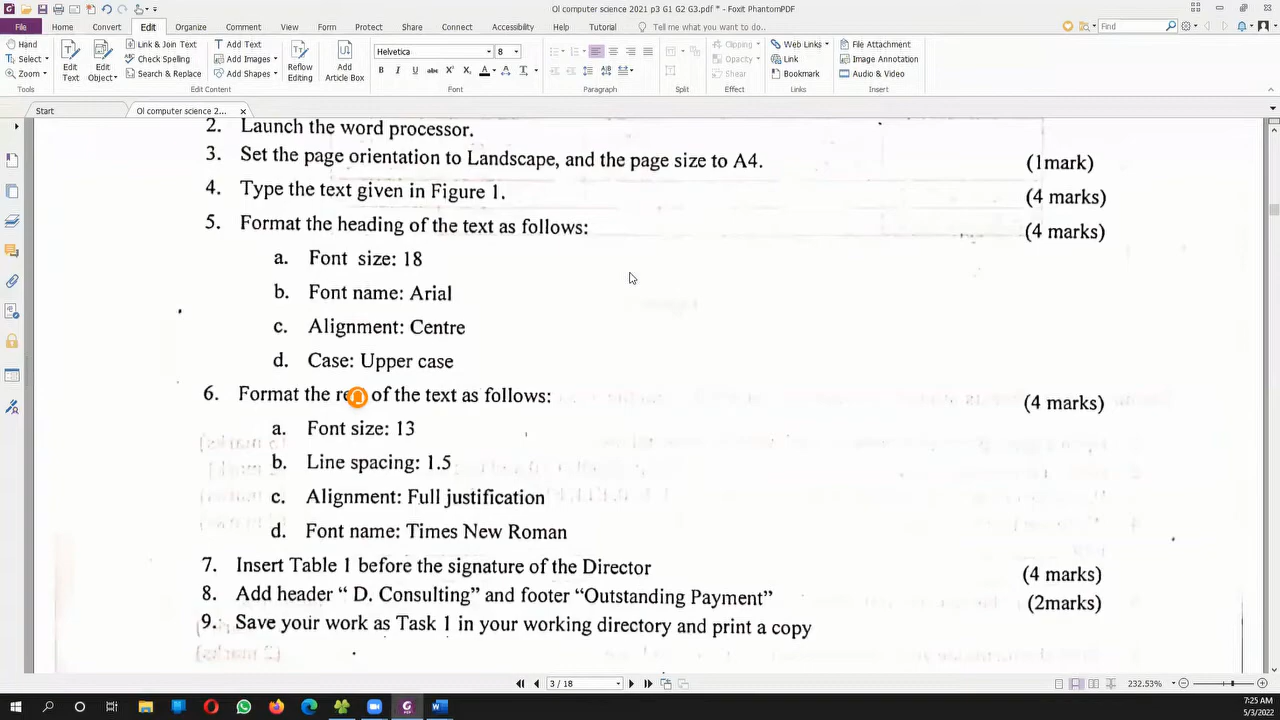 Ol computer science 2021 p3 G1 G2 G3.pdf * - Foxit PhantomPDF
File Home Convert Edit Organize Comment View Form Protect Share Connect Accessibility Help Tutorial Tell me what you want to do.. Find
Hand
Select
Zoom
Tools
Edit Text
Edit Object
Link & Join Text
Check Spelling
Search & Replace
Edit Content
Add Text
Add Images
Add Shapes
Reflow Editing
Add Article Box
Helvetica 8
Font
Paragraph
Split
Clipping
Opacity
Shear
Effect
Web Links
Link
Bookmark
Links
File Attachment
Image Annotation
Audio & Video
Insert
Start Ol computer science 2...
2. Launch the word processor.
3. Set the page orientation to Landscape, and the page size to A4. (1mark)
4. Type the text given in Figure 1. (4 marks)
5. Format the heading of the text as follows: (4 marks)
a. Font size: 18
b. Font name: Arial
c. Alignment: Centre
d. Case: Upper case
6. Format the re of the text as follows: (4 marks)
a. Font size: 13
b. Line spacing: 1.5
c. Alignment: Full justification
d. Font name: Times New Roman
7. Insert Table 1 before the signature of the Director (4 marks)
8. Add header “ D. Consulting” and footer “Outstanding Payment” (2marks)
9. Save your work as Task 1 in your working directory and print a copy
3 / 18
232.53%
7:25 AM
5/3/2022